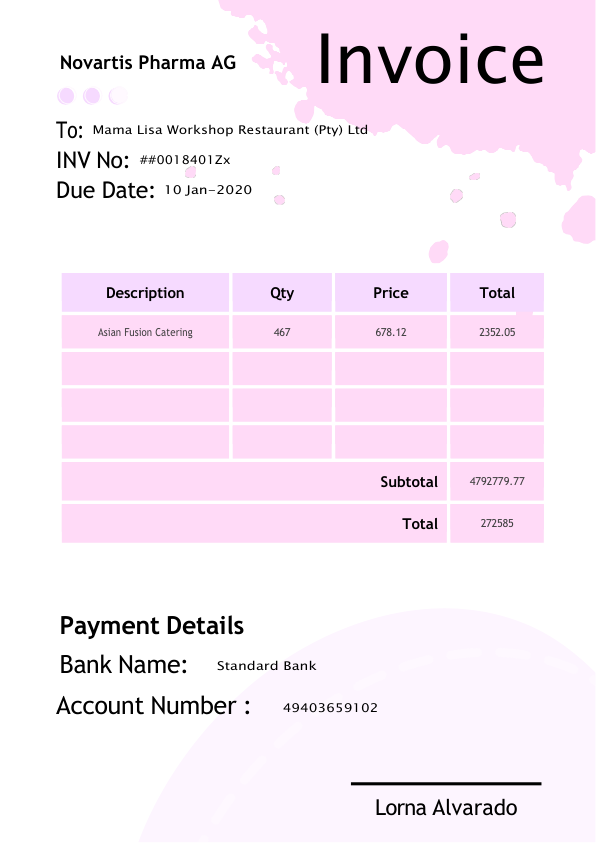 Invoice
Novartis Pharma AG
To: Mama Lisa Workshop Restaurant (Pty) Ltd
INV No: ##0018401Zx
Due Date: 10 Jan-2020
Description Qty Price Total
Asian Fusion Catering 467 678.12 2352.05
Subtotal 4792779.77
Total 272585
Payment Details
Bank Name: Standard Bank
Account Number : 49403659102
Lorna Alvarado